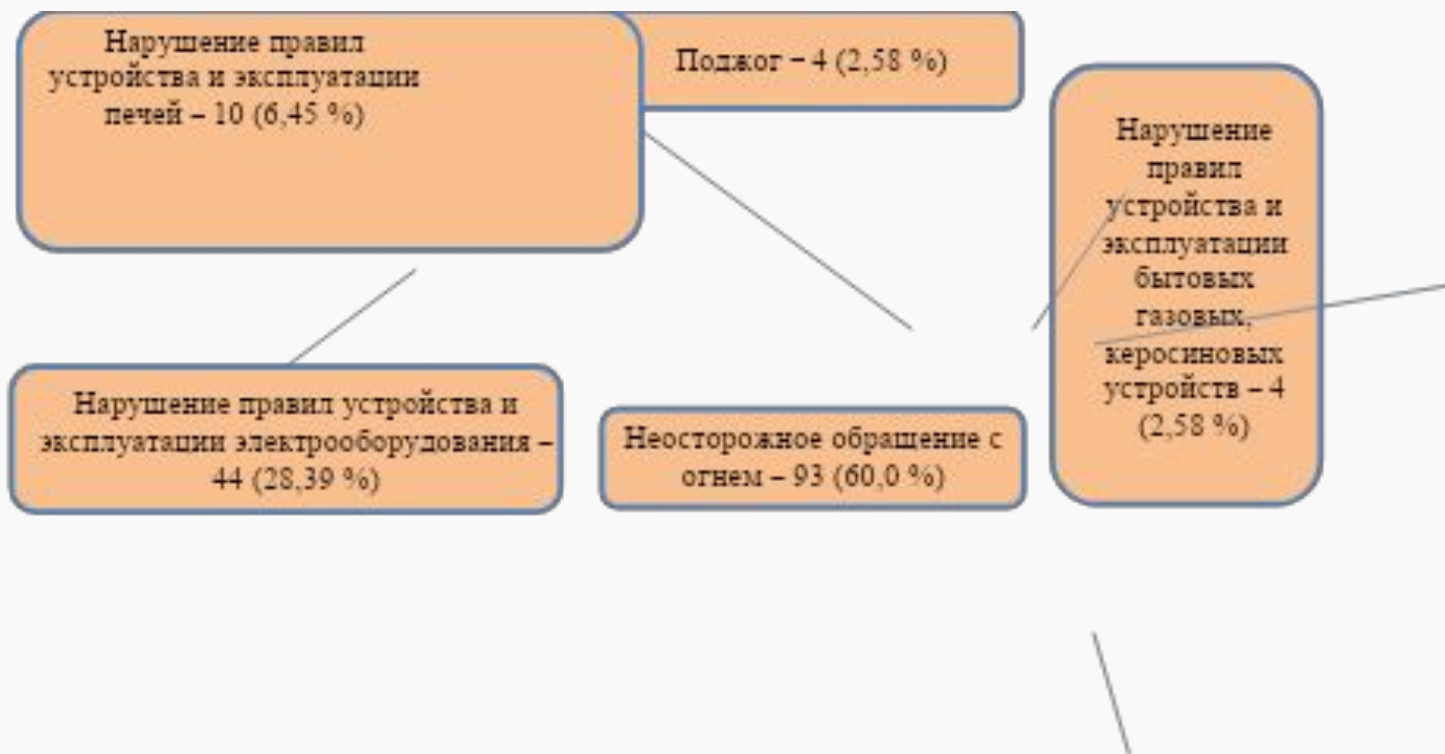 Нарушение правил
устройства и эксплуатации
печей – 10 (6,45 %)
Поджог – 4 (2,58 %)
Нарушение
правил
устройства и
эксплуатации
бытовых
газовых,
керосиновых
устройств – 4
(2,58 %)
Нарушение правил устройства и
эксплуатации электрооборудования –
44 (28,39 %)
Неосторожное обращение с
огнем – 93 (60,0 %)